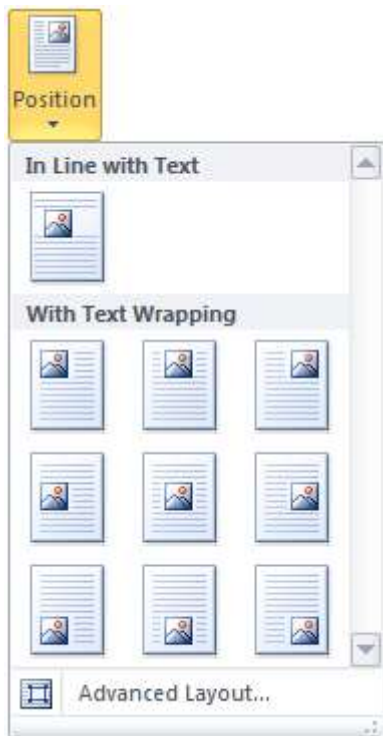 Position
In Line with Text
With Text Wrapping
Advanced Layout...